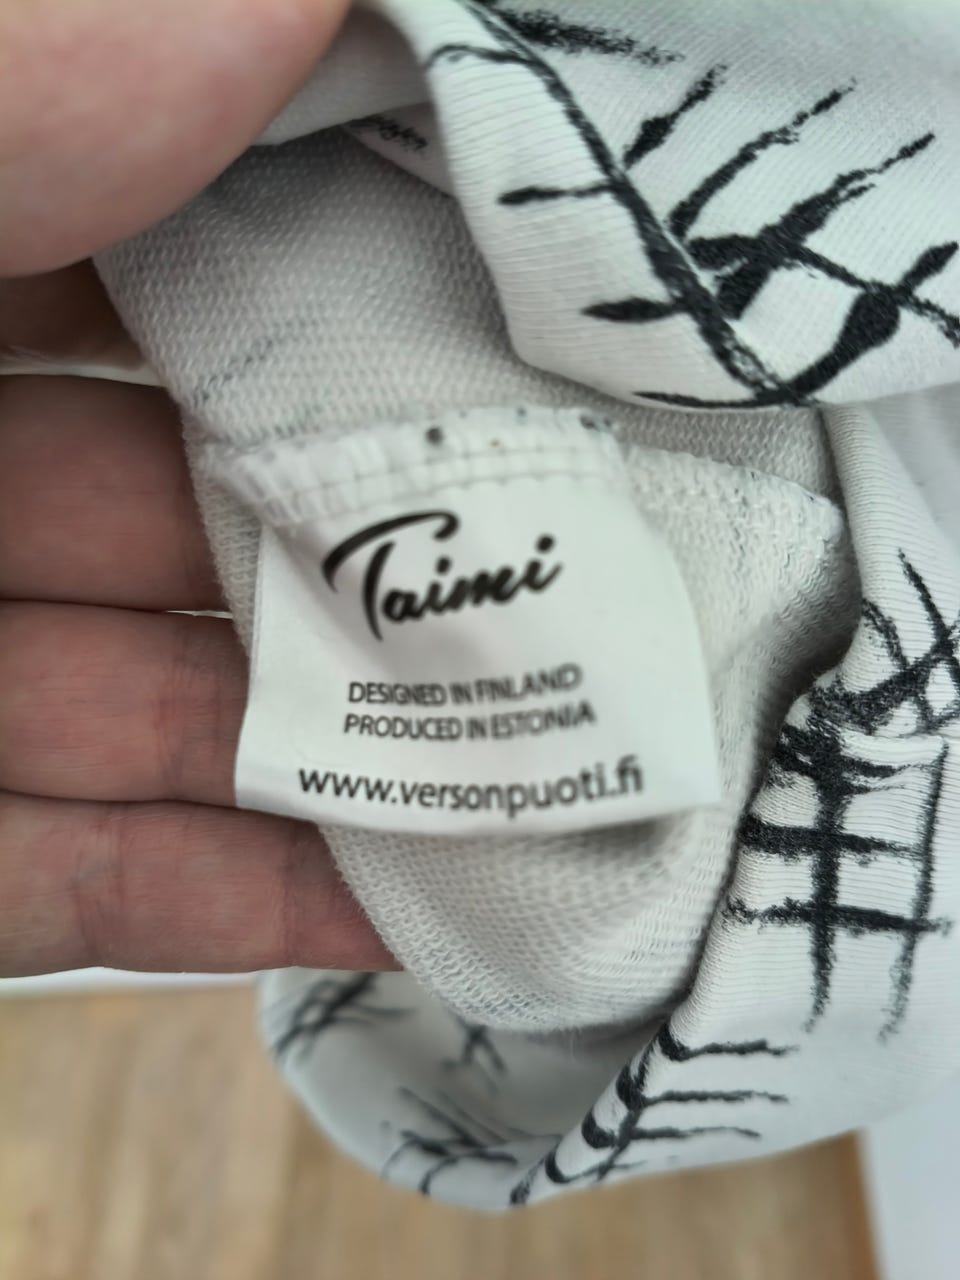 Taimi
DESIGNED IN FINLAND
PRODUCED IN ESTONIA
www.versonpuoti.fi